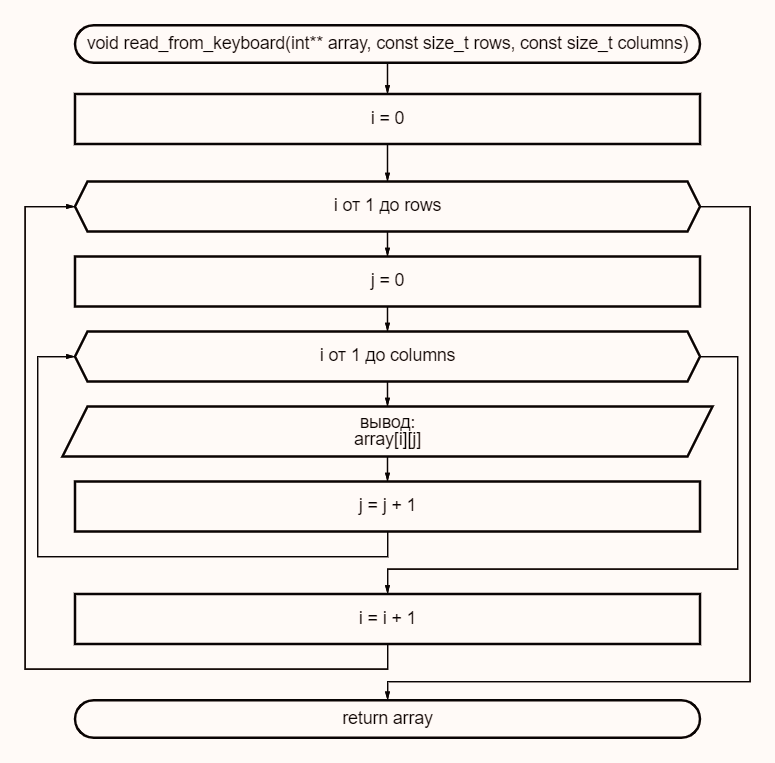 void read_from_keyboard(int** array, const size_t rows, const size_t columns)
i = 0
i от 1 до rows
j = 0
i от 1 до columns
вывод:
array[i][j]
j = j + 1
i = i + 1
return array